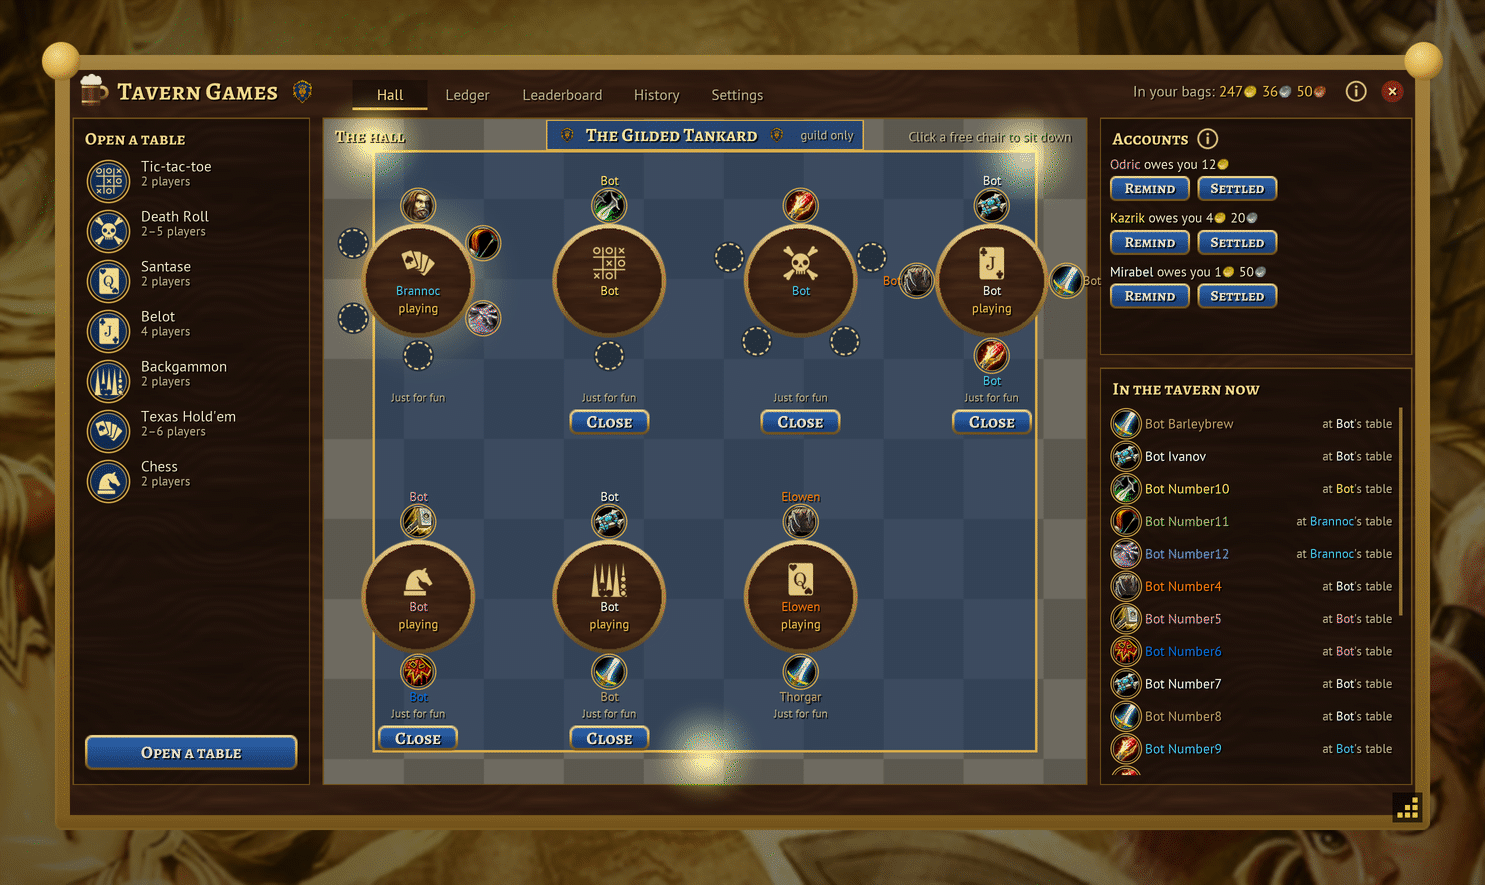 Tavern Games
Hall
Ledger
Leaderboard
History
Settings
In your bags: 247 36 50
Open a table
Tic-tac-toe
2 players
Death Roll
2–5 players
Santase
2 players
Belot
4 players
Backgammon
2 players
Texas Hold'em
2–6 players
Chess
2 players
Open a table
The Hall
The Gilded Tankard
guild only
Click a free chair to sit down
Brannoc
playing
Just for fun
Bot
Bot
Just for fun
Close
Bot
Just for fun
Close
Bot
Bot
J
Bot
playing
Bot
Bot
Just for fun
Close
Bot
Bot
playing
Bot
Just for fun
Close
Bot
Bot
playing
Bot
Just for fun
Close
Elowen
Q
Elowen
playing
Thorgar
Just for fun
Accounts
Odric owes you 12
Remind
Settled
Kazrik owes you 4 20
Remind
Settled
Mirabel owes you 1 50
Remind
Settled
In the tavern now
Bot Barleybrew at Bot's table
Bot Ivanov at Bot's table
Bot Number10 at Bot's table
Bot Number11 at Brannoc's table
Bot Number12 at Brannoc's table
Bot Number4 at Bot's table
Bot Number5 at Bot's table
Bot Number6 at Bot's table
Bot Number7 at Bot's table
Bot Number8 at Bot's table
Bot Number9 at Bot's table